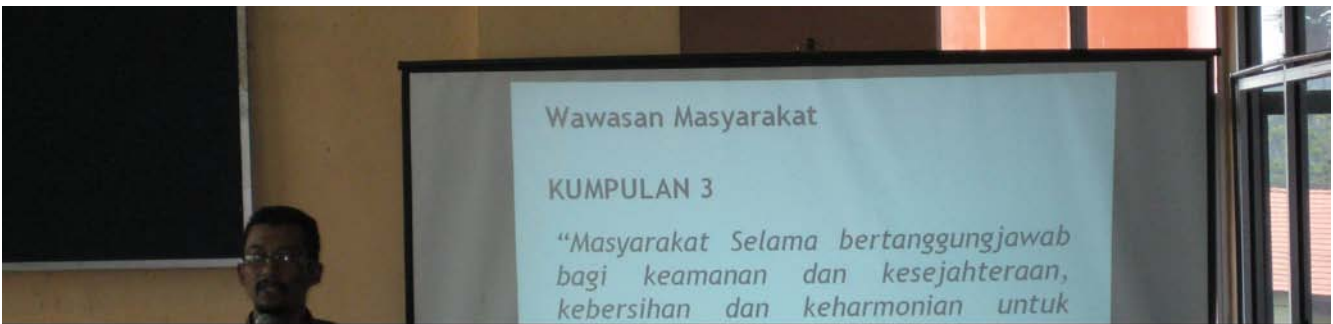 Wawasan Masyarakat
KUMPULAN 3
“Masyarakat Selama bertanggungjawab
bagi keamanan dan kesejahteraan,
kebersihan dan keharmonian untuk